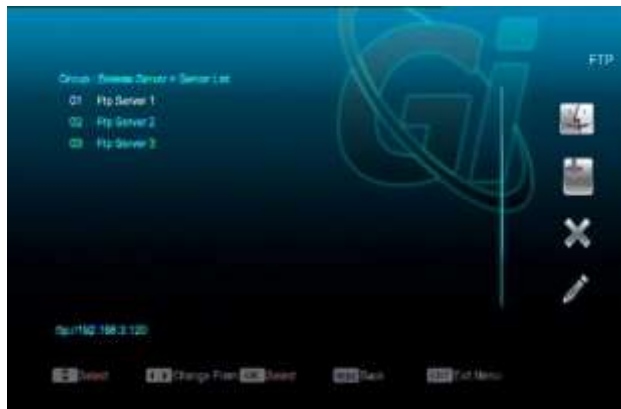 FTP
Group : Browse Server > Server List
01 Ftp Server 1
02 Ftp Server 2
03 Ftp Server 3
ftp://192.168.3.120
Select Change Pram OK Select Back Exit Menu